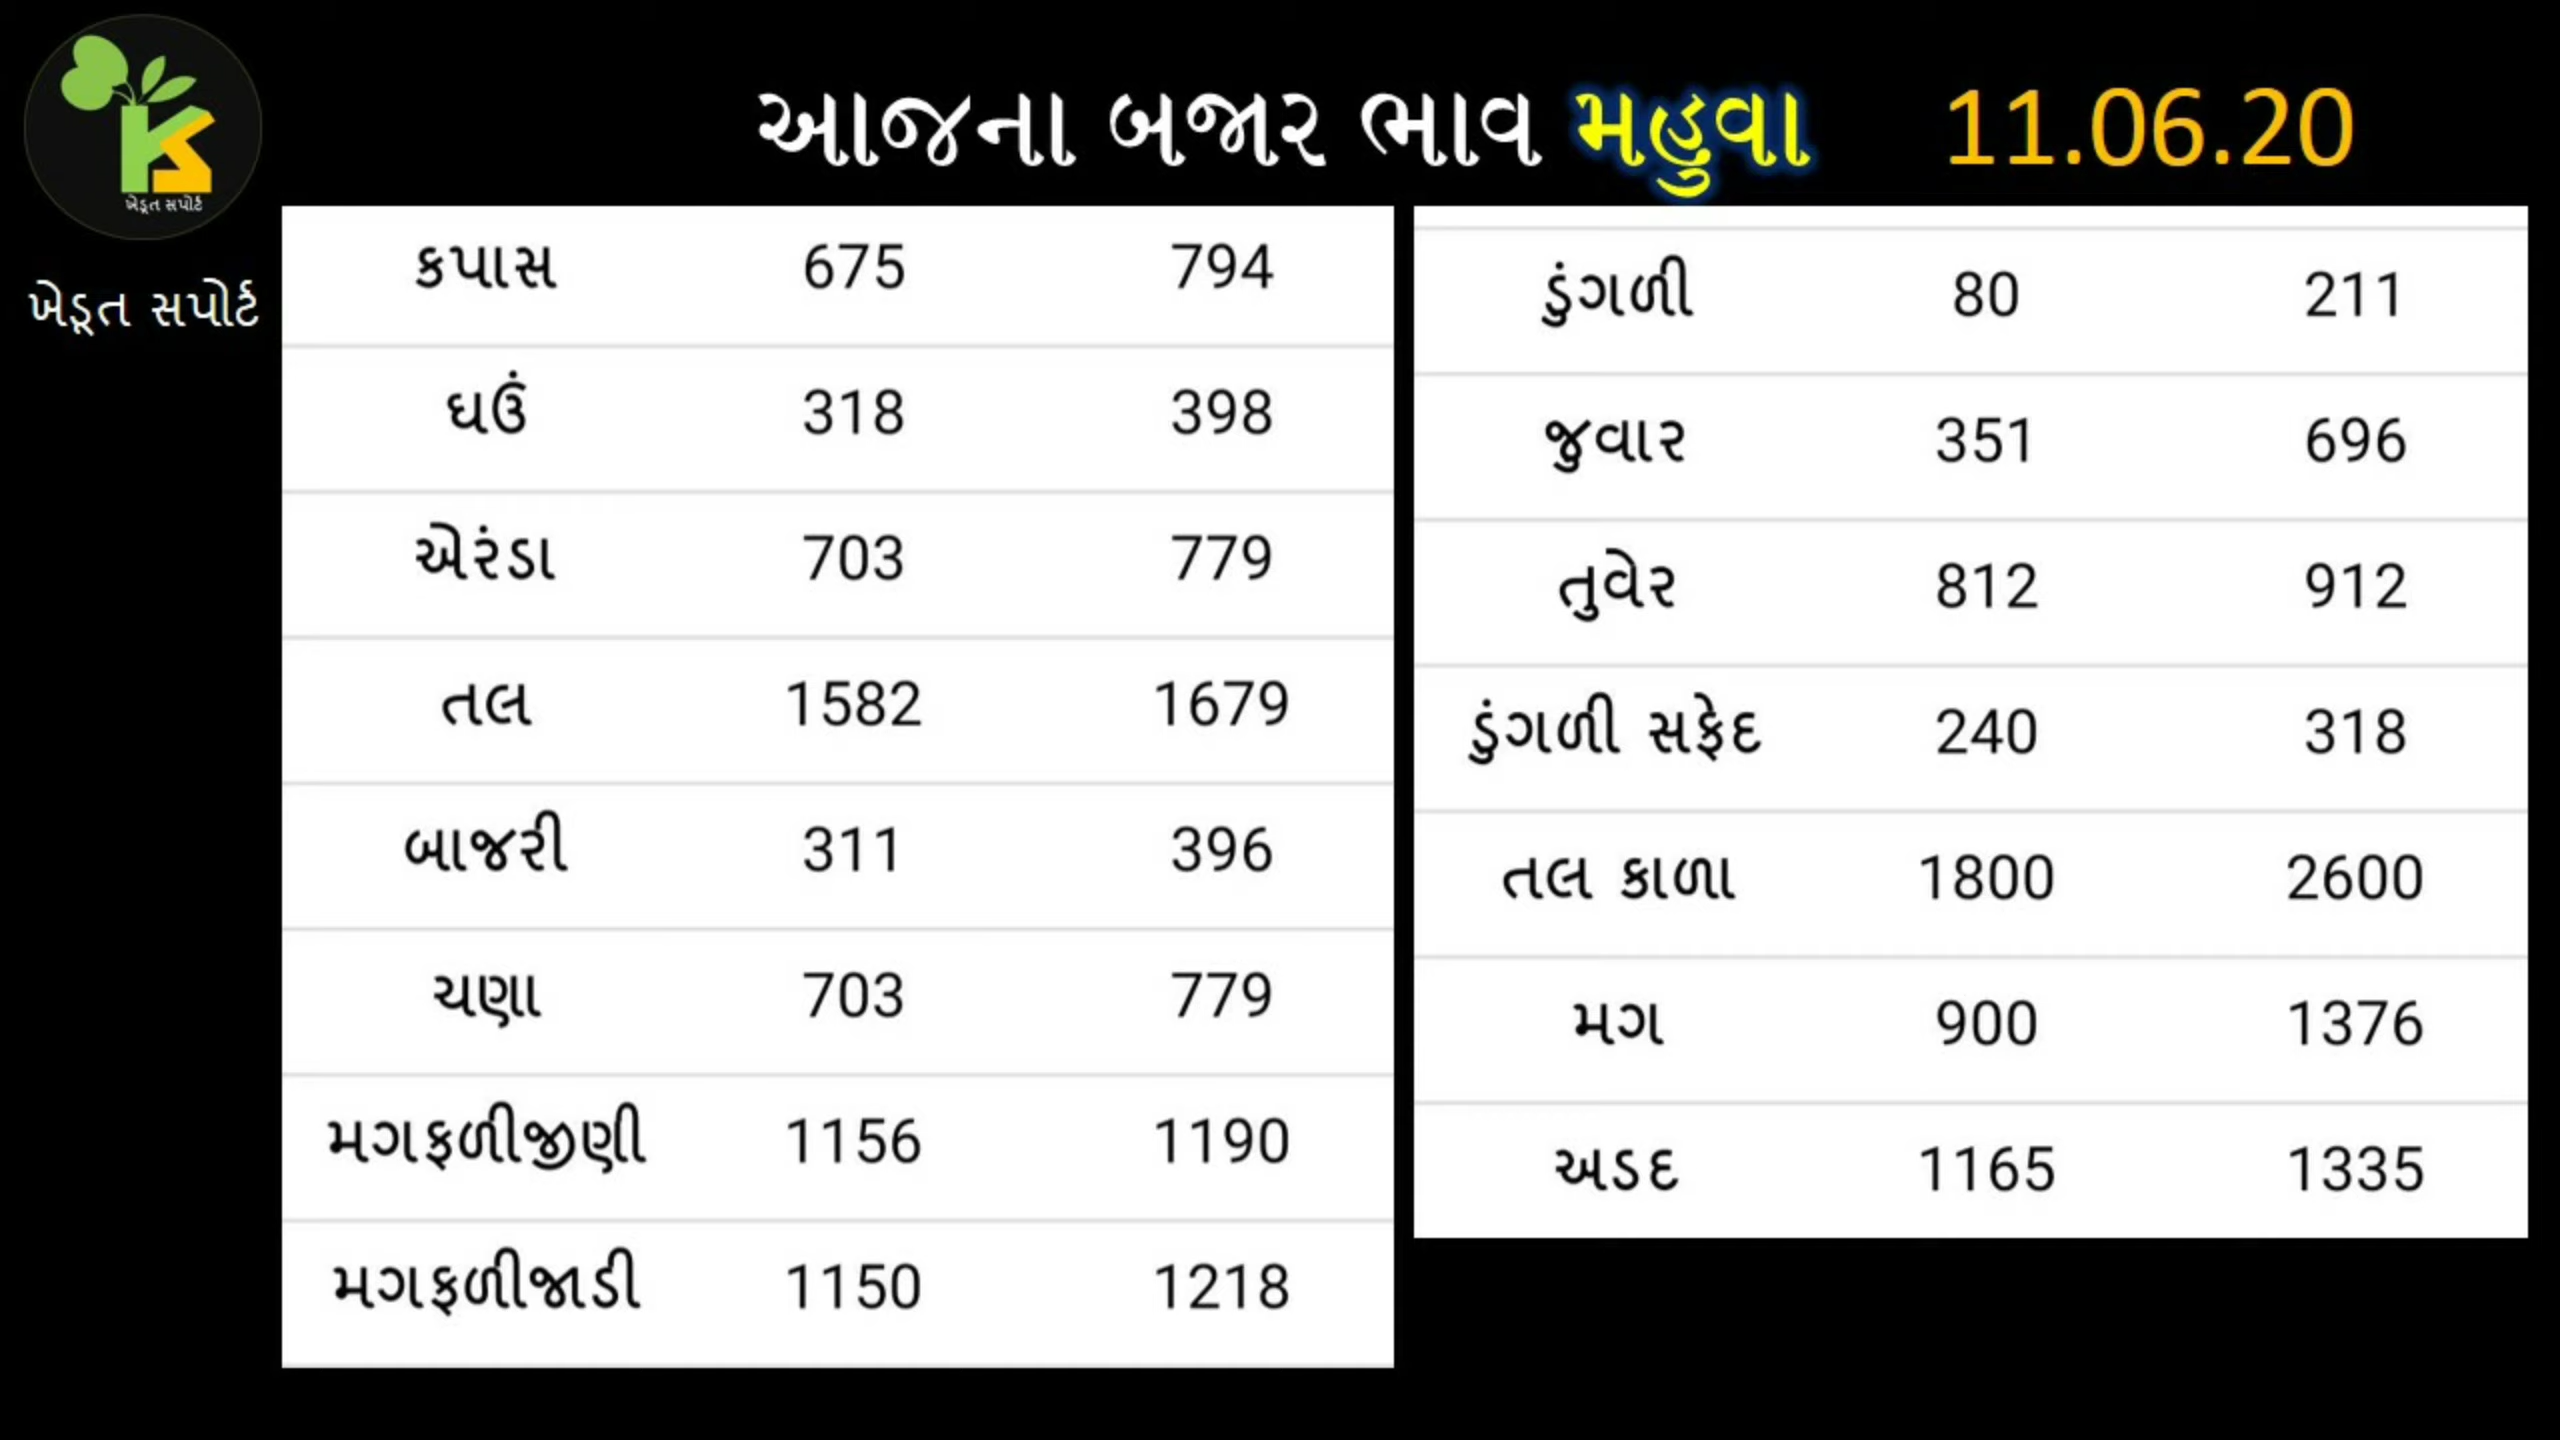 આજના બજાર ભાવ મહુવા 11.06.20
ખેડૂત સપોર્ટ
ખેડૂત સપોર્ટ
કપાસ 675 794
ઘઉં 318 398
એરંડા 703 779
તલ 1582 1679
બાજરી 311 396
ચણા 703 779
મગફળીજીણી 1156 1190
મગફળીજાડી 1150 1218
ડુંગળી 80 211
જુવાર 351 696
તુવેર 812 912
ડુંગળી સફેદ 240 318
તલ કાળા 1800 2600
મગ 900 1376
અડદ 1165 1335